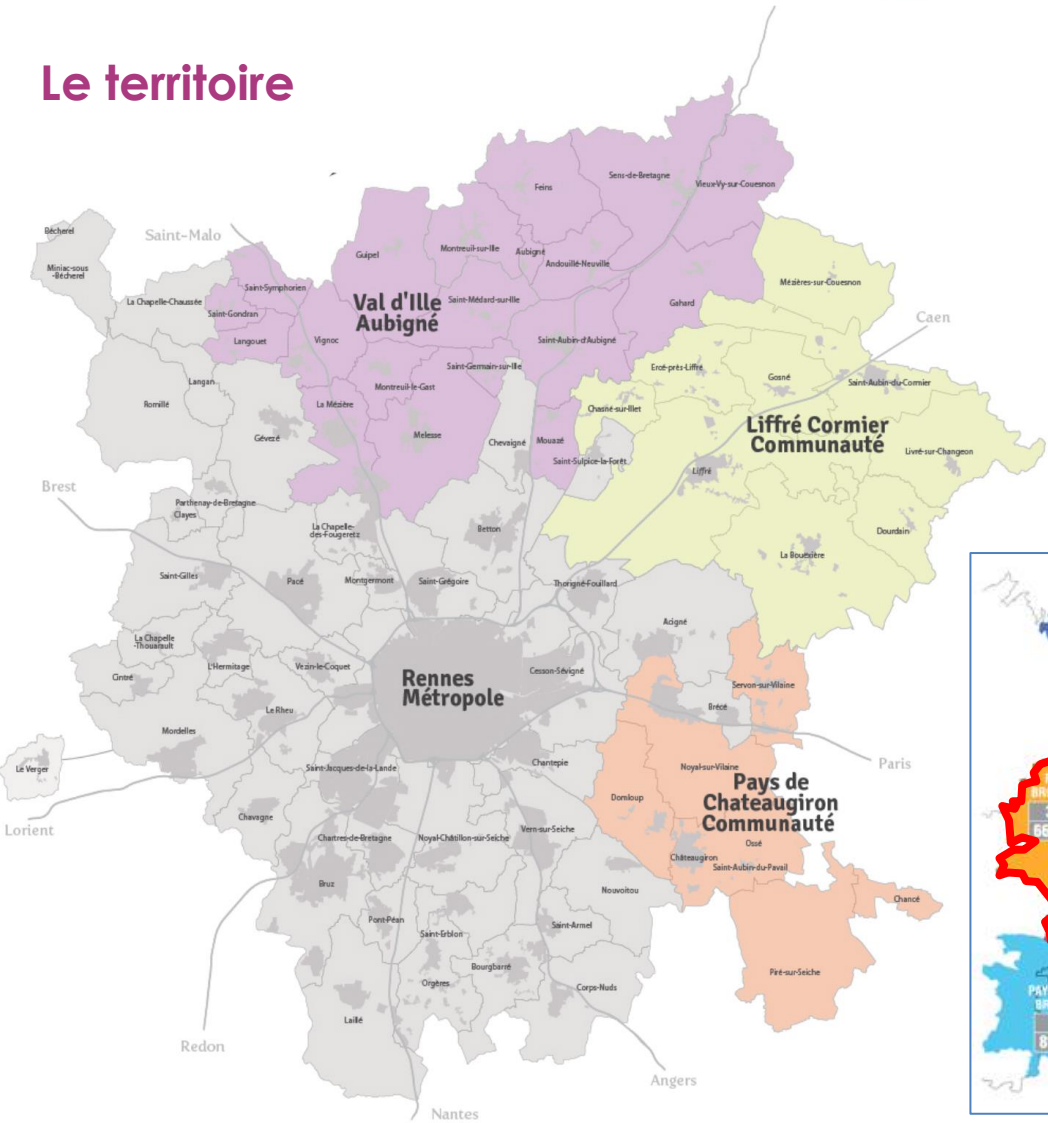 Le territoire
Sens-de-Bretagne
Vieux-Vy-sur-Couesnon
Feins
Bécherel
Saint-Malo
Montreuil-sur-Ille
Aubigné
Guipel
Andouillé-Neuville
Miniac-sous
-Bécherel
Mézières-sur-Couesnon
Saint-Symphorien
La Chapelle-Chaussée
Val d'Ille
Aubigné
Saint-Médard-sur-Ille
Gahard
Saint-Gondran
Caen
Langouet
Vignoc
Saint-Aubin-d'Aubigné
Saint-Germain-sur-Ille
Ercé-près-Liffré
Gosné
Saint-Aubin-du-Cormier
Langan
Montreuil-le-Gast
Romillé
La Mézière
Chasné-sur-Illet
Liffré Cormier
Communauté
Gévezé
Melesse
Chevaigné
Mouazé
Livré-sur-Changeon
Saint-Sulpice-la-Forêt
Liffré
Brest
Parthenay-de-Bretagne
Clayes
La Chapelle-
des-Fougeretz
Betton
Dourdain
La Bouëxière
Saint-Gilles
Pacé
Montgermont
Saint-Grégoire
Thorigné-Fouillard
Acigné
La Chapelle
-Thouarault
L'Hermitage
Vezin-le-Coquet
Cesson-Sévigné
Cintré
Rennes
Métropole
Servon-sur-Vilaine
Le Rheu
Brécé
Mordelles
Le Verger
Saint-Jacques-de-la-Lande
Chantepie
Noyal-sur-Vilaine
Paris
Pays de
Chateaugiron
Communauté
Domloup
Lorient
Chavagne
Chartres-de-Bretagne
Noyal-Châtillon-sur-Seiche
Vern-sur-Seiche
Ossé
Châteaugiron
Saint-Aubin-du-Pavail
Bruz
Nouvoitou
Chancé
Pont-Péan
Saint-Erblon
Saint-Armel
Bourgbarré
Piré-sur-Seiche
Orgères
Corps-Nuds
Laillé
Redon
Angers
Nantes